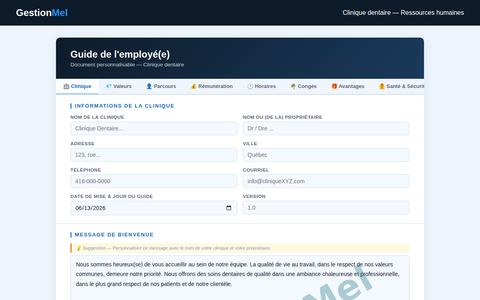 GestionMel
Clinique dentaire — Ressources humaines
Guide de l'employé(e)
Document personnalisable — Clinique dentaire
Clinique Valeurs Parcours Rémunération Horaires Congés Avantages Santé & Sécurit
INFORMATIONS DE LA CLINIQUE
NOM DE LA CLINIQUE NOM DU (DE LA) PROPRIÉTAIRE
Clinique Dentaire... Dr / Dre ...
ADRESSE VILLE
123, rue... Québec
TÉLÉPHONE COURRIEL
418-000-0000 info@cliniqueXYZ.com
DATE DE MISE À JOUR DU GUIDE VERSION
06/13/2026 1.0
MESSAGE DE BIENVENUE
Suggestion — Personnalisez ce message avec le nom de votre clinique et votre propriétaire.
Nous sommes heureux(se) de vous accueillir au sein de notre équipe. La qualité de vie au travail, dans le respect de nos valeurs
communes, demeure notre priorité. Nous offrons des soins dentaires de qualité dans une ambiance chaleureuse et professionnelle,
dans le plus grand respect de nos patients et de notre clientèle.
Mel